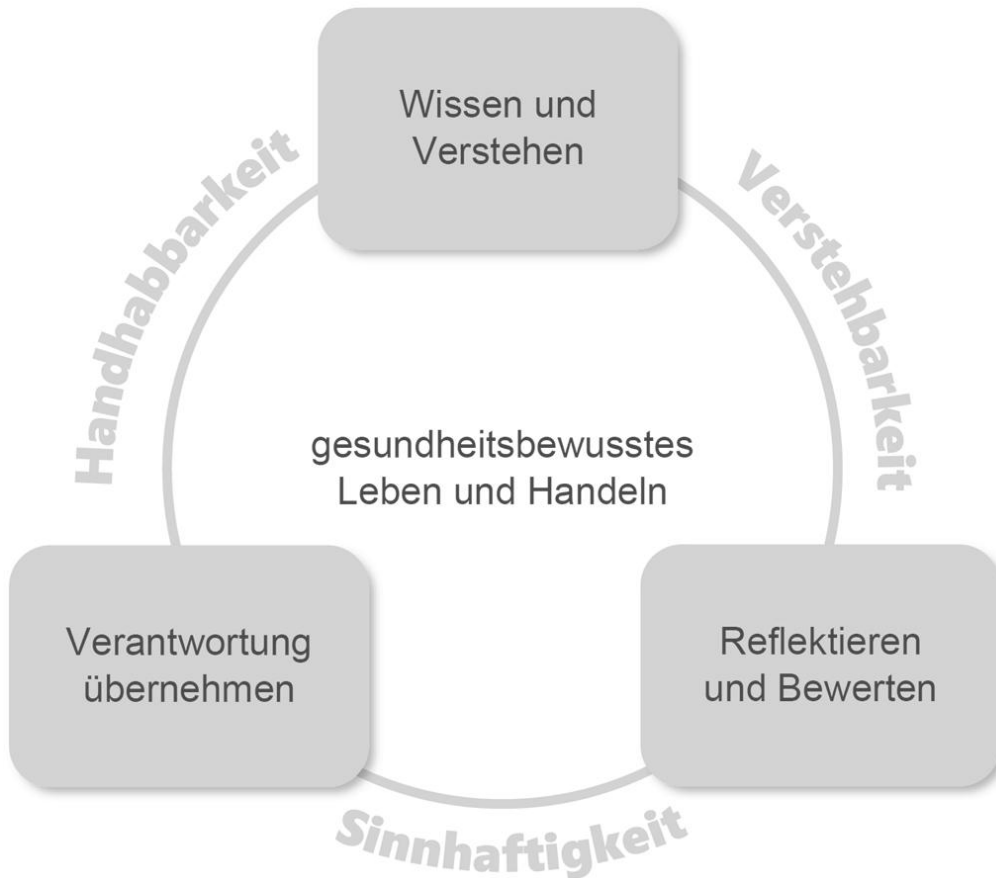 Wissen und
Verstehen
Handhabbarkeit
Verstehbarkeit
gesundheitsbewusstes
Leben und Handeln
Verantwortung
übernehmen
Reflektieren
und Bewerten
Sinnhaftigkeit